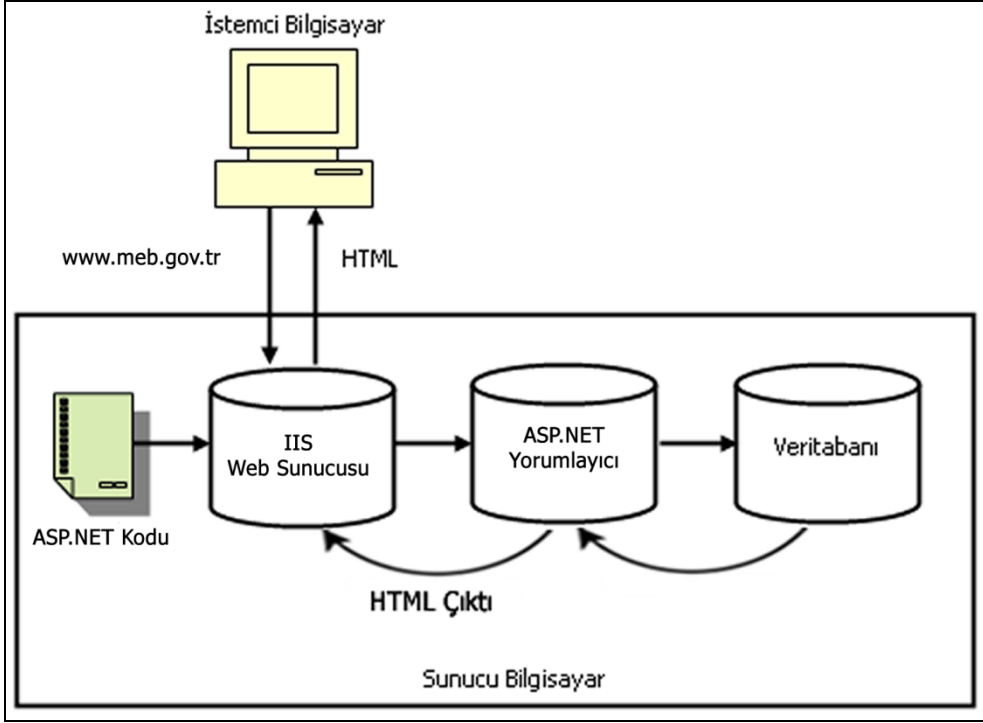 İstemci Bilgisayar
www.meb.gov.tr
HTML
IIS
Web Sunucusu
ASP.NET
Yorumlayıcı
Veritabanı
ASP.NET Kodu
HTML Çıktı
Sunucu Bilgisayar